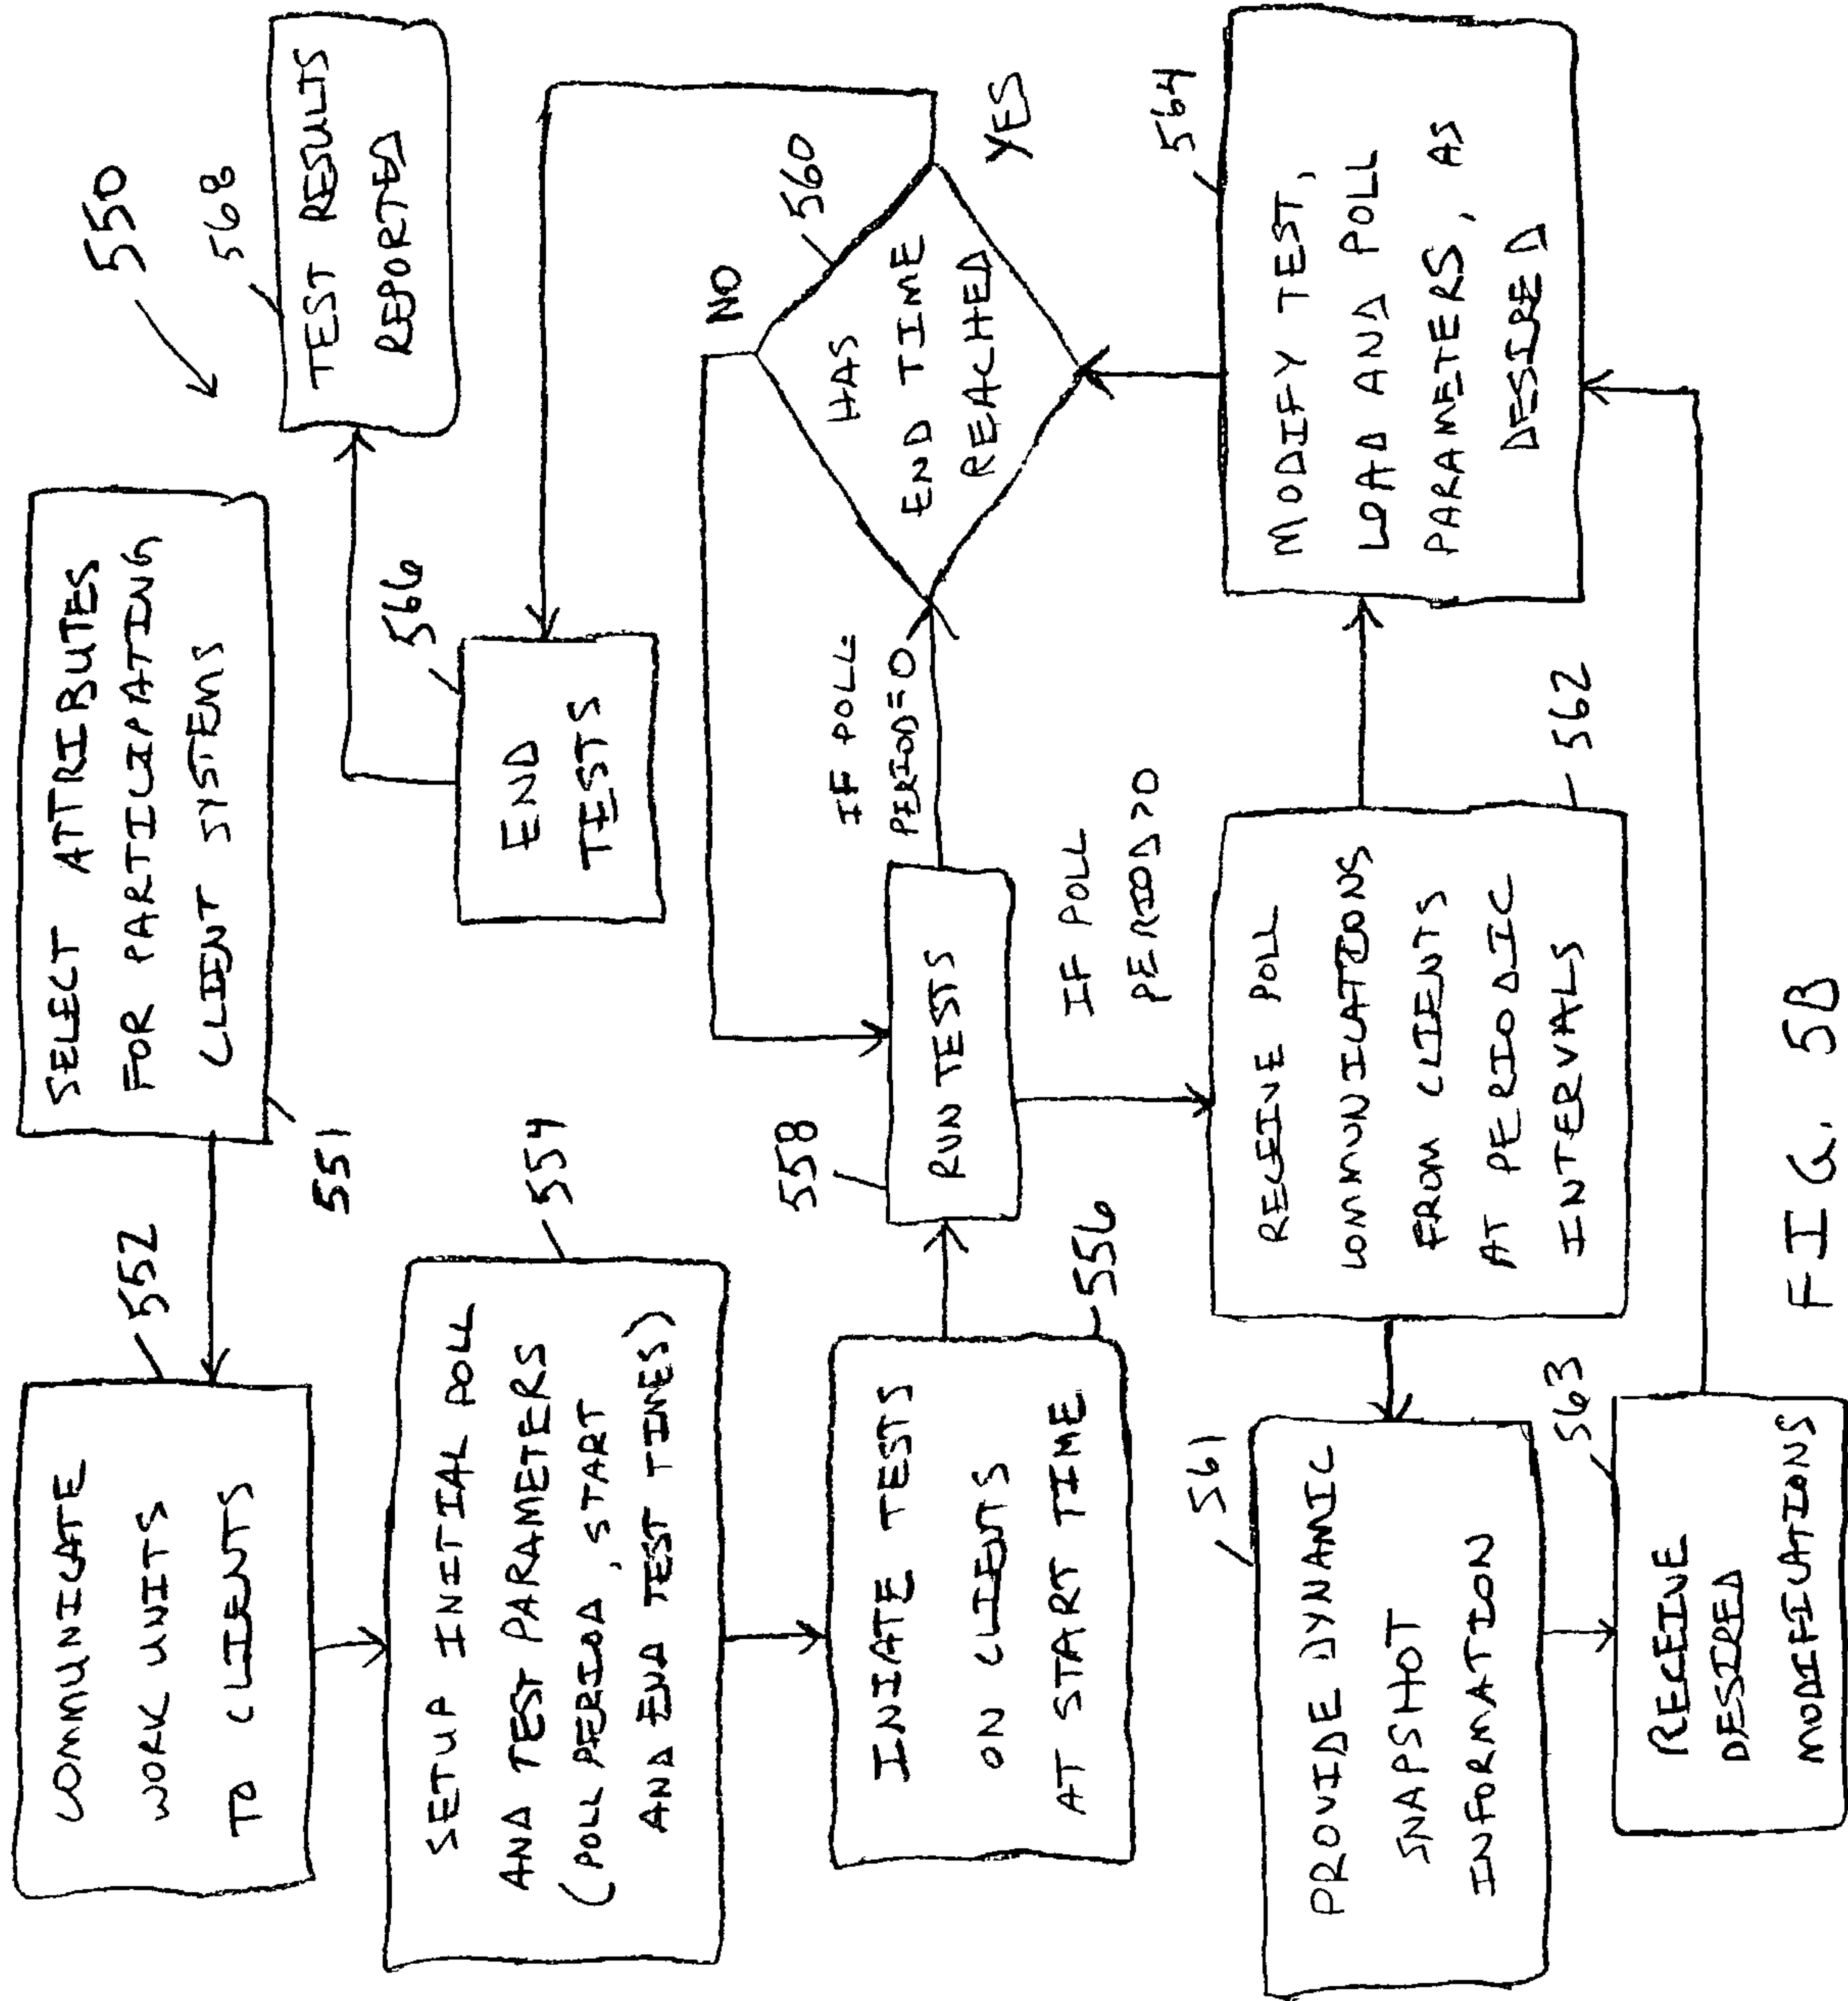 550
SELECT ATTRIBUTES
FOR PARTICIPATING
CLIENT SYSTEMS
551
COMMUNICATE
WORK UNITS
TO CLIENTS
552
SETUP INITIAL POLL
AND TEST PARAMETERS
(POLL PERIOD, START
AND END TEST TIMES)
554
INIATE TESTS
ON CLIENTS
AT START TIME
556
558
RUN TESTS
IF POLL
PERIOD=0
IF POLL
PERIOD>0
HAS
END TIME
REACHED
560
NO
YES
END
TESTS
566
TEST RESULTS
REPORTED
568
RECEIVE POLL
COMMUNICATIONS
FROM CLIENTS
AT PERIODIC
INTERVALS
562
561
PROVIDE DYNAMIC
SNAPSHOT
INFORMATION
563
RECEIVE
DESIRED
MODIFICATIONS
564
MODIFY TEST,
LOAD AND POLL
PARAMETERS, AS
DESIRED
FIG. 5B